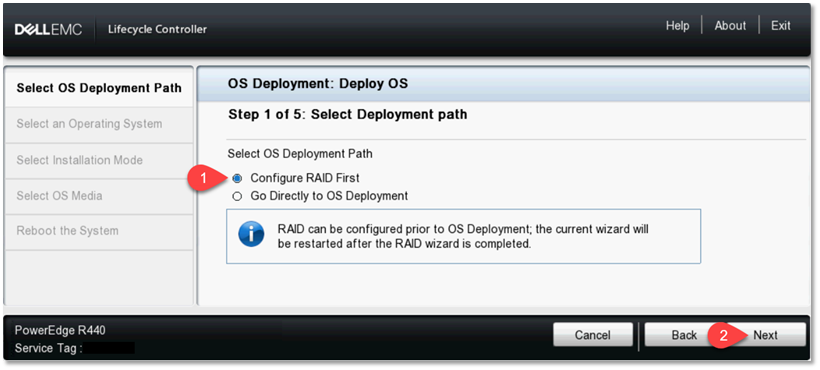 DELLEMC Lifecycle Controller Help About Exit
Select OS Deployment Path
Select an Operating System
Select Installation Mode
Select OS Media
Reboot the System
OS Deployment: Deploy OS
Step 1 of 5: Select Deployment path
Select OS Deployment Path
1 Configure RAID First
Go Directly to OS Deployment
i RAID can be configured prior to OS Deployment; the current wizard will
be restarted after the RAID wizard is completed.
PowerEdge R440
Service Tag :
Cancel Back 2 Next